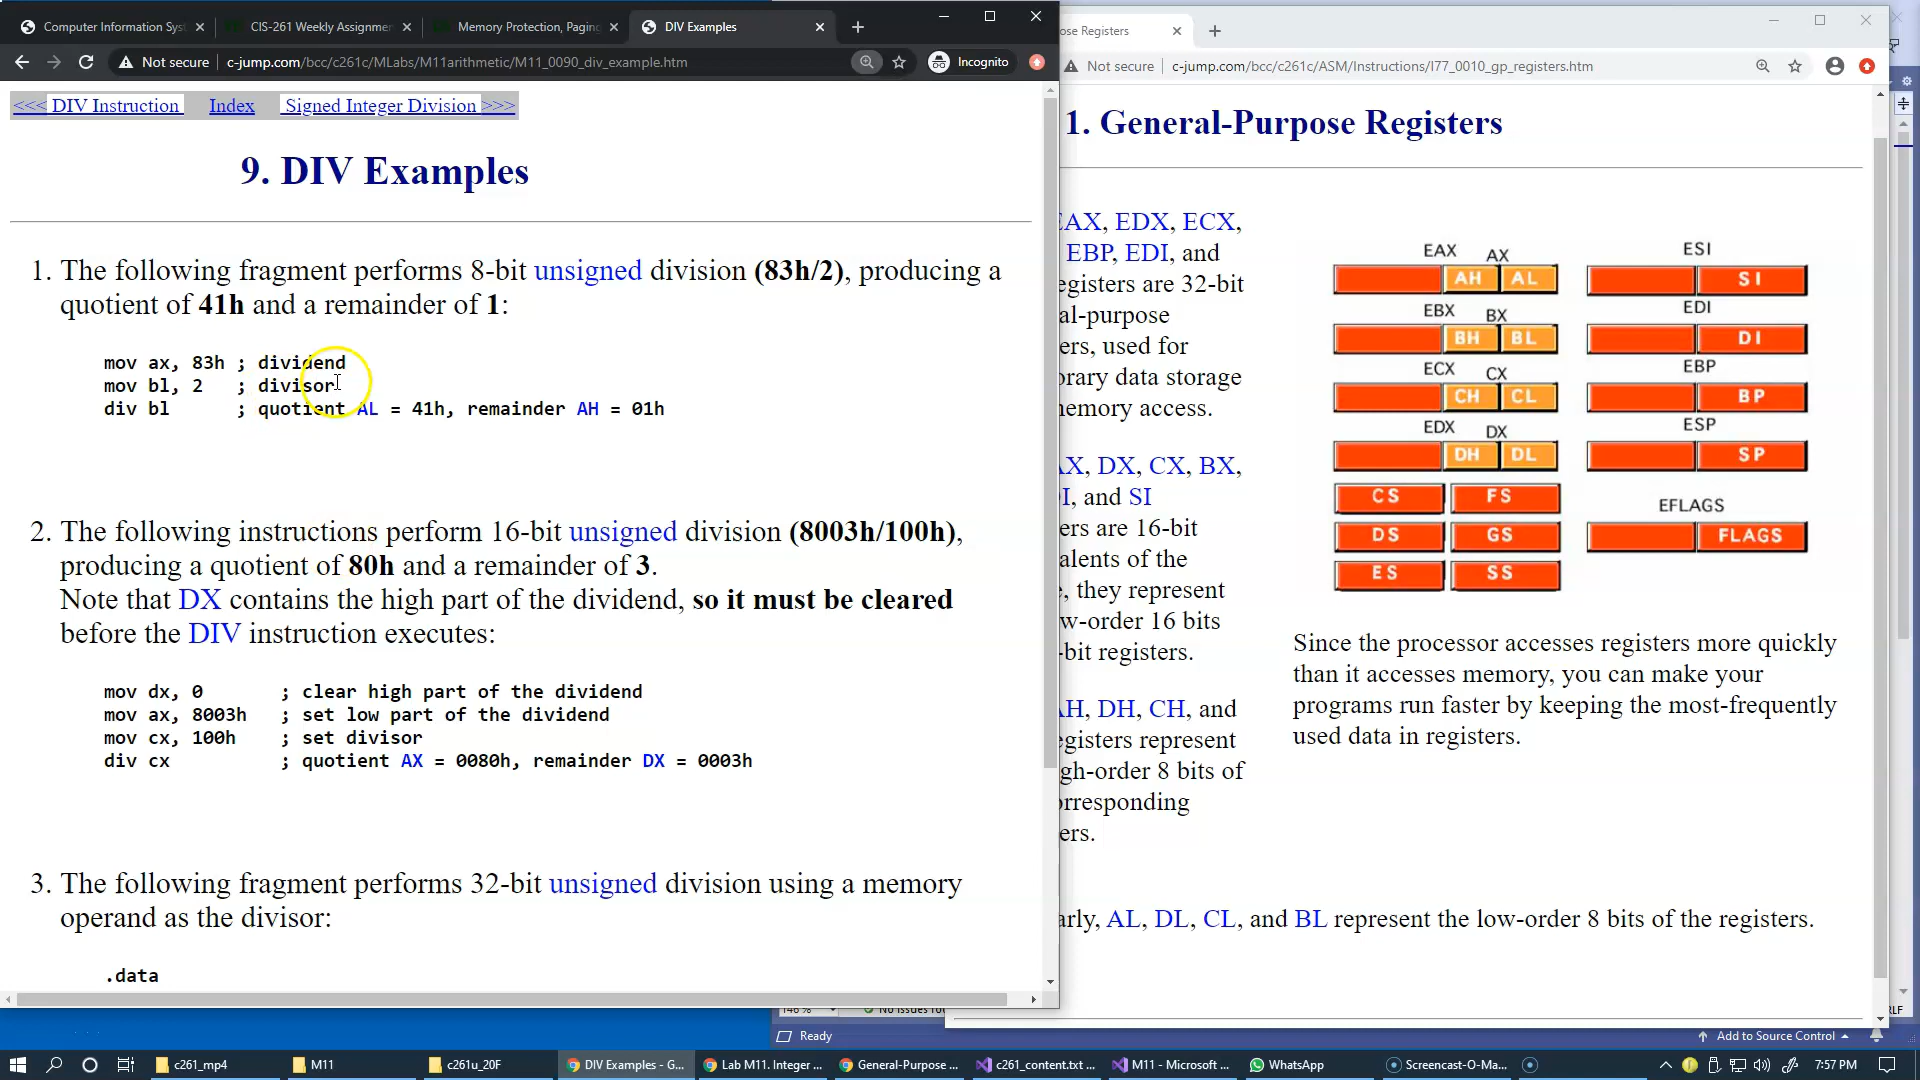 Computer Information Syst
CIS-261 Weekly Assignmen
Memory Protection, Paging
DIV Examples
ose Registers
Not secure
c-jump.com/bcc/c261c/MLabs/M11arithmetic/M11_0090_div_example.htm
Incognito
Not secure
c-jump.com/bcc/c261c/ASM/Instructions/I77_0010_gp_registers.htm
<<< DIV Instruction Index Signed Integer Division >>>
9. DIV Examples
1. The following fragment performs 8-bit unsigned division (83h/2), producing a
quotient of 41h and a remainder of 1:
mov ax, 83h ; dividend
mov bl, 2 ; divisor
div bl ; quotient AL = 41h, remainder AH = 01h
2. The following instructions perform 16-bit unsigned division (8003h/100h),
producing a quotient of 80h and a remainder of 3.
Note that DX contains the high part of the dividend, so it must be cleared
before the DIV instruction executes:
mov dx, 0 ; clear high part of the dividend
mov ax, 8003h ; set low part of the dividend
mov cx, 100h ; set divisor
div cx ; quotient AX = 0080h, remainder DX = 0003h
3. The following fragment performs 32-bit unsigned division using a memory
operand as the divisor:
.data
1. General-Purpose Registers
EAX, EDX, ECX,
EBP, EDI, and
egisters are 32-bit
al-purpose
ers, used for
orary data storage
nemory access.
AX, DX, CX, BX,
DI, and SI
ers are 16-bit
alents of the
e, they represent
w-order 16 bits
-bit registers.
AH, DH, CH, and
egisters represent
gh-order 8 bits of
orresponding
ers.
EAX AX
AH AL
EBX BX
BH BL
ECX CX
CH CL
EDX DX
DH DL
CS FS
DS GS
ES SS
ESI
SI
EDI
DI
EBP
BP
ESP
SP
EFLAGS
FLAGS
Since the processor accesses registers more quickly
than it accesses memory, you can make your
programs run faster by keeping the most-frequently
used data in registers.
arly, AL, DL, CL, and BL represent the low-order 8 bits of the registers.
146 %
No issues fou
RLF
Ready
Add to Source Control
c261_mp4
M11
c261u_20F
DIV Examples - G...
Lab M11. Integer ...
General-Purpose ...
c261_content.txt ...
M11 - Microsoft ...
WhatsApp
Screencast-O-Ma...
7:57 PM